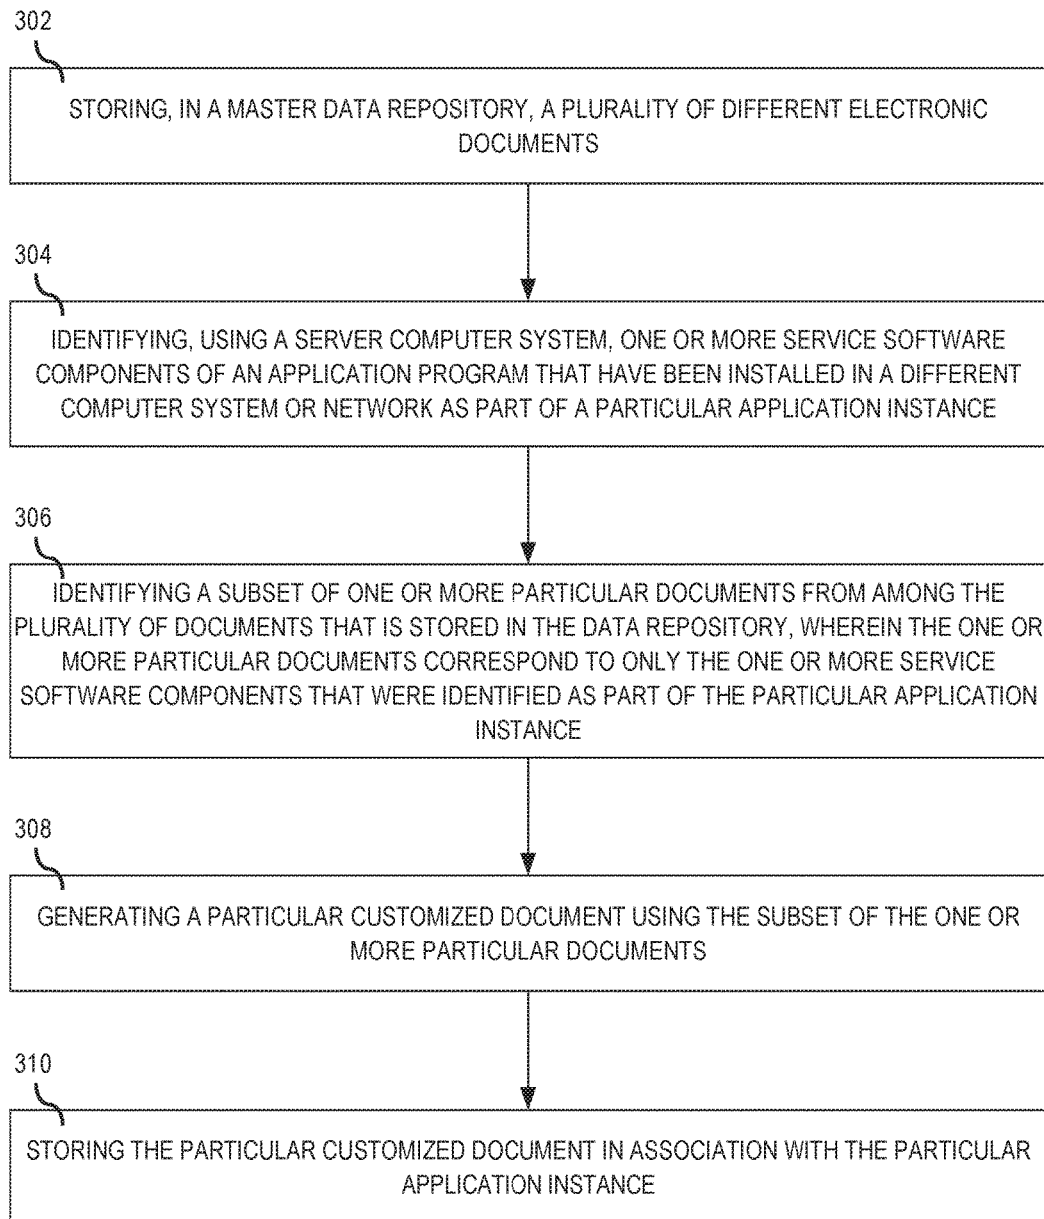 302
STORING, IN A MASTER DATA REPOSITORY, A PLURALITY OF DIFFERENT ELECTRONIC
DOCUMENTS
304
IDENTIFYING, USING A SERVER COMPUTER SYSTEM, ONE OR MORE SERVICE SOFTWARE
COMPONENTS OF AN APPLICATION PROGRAM THAT HAVE BEEN INSTALLED IN A DIFFERENT
COMPUTER SYSTEM OR NETWORK AS PART OF A PARTICULAR APPLICATION INSTANCE
306
IDENTIFYING A SUBSET OF ONE OR MORE PARTICULAR DOCUMENTS FROM AMONG THE
PLURALITY OF DOCUMENTS THAT IS STORED IN THE DATA REPOSITORY, WHEREIN THE ONE OR
MORE PARTICULAR DOCUMENTS CORRESPOND TO ONLY THE ONE OR MORE SERVICE
SOFTWARE COMPONENTS THAT WERE IDENTIFIED AS PART OF THE PARTICULAR APPLICATION
INSTANCE
308
GENERATING A PARTICULAR CUSTOMIZED DOCUMENT USING THE SUBSET OF THE ONE OR
MORE PARTICULAR DOCUMENTS
310
STORING THE PARTICULAR CUSTOMIZED DOCUMENT IN ASSOCIATION WITH THE PARTICULAR
APPLICATION INSTANCE